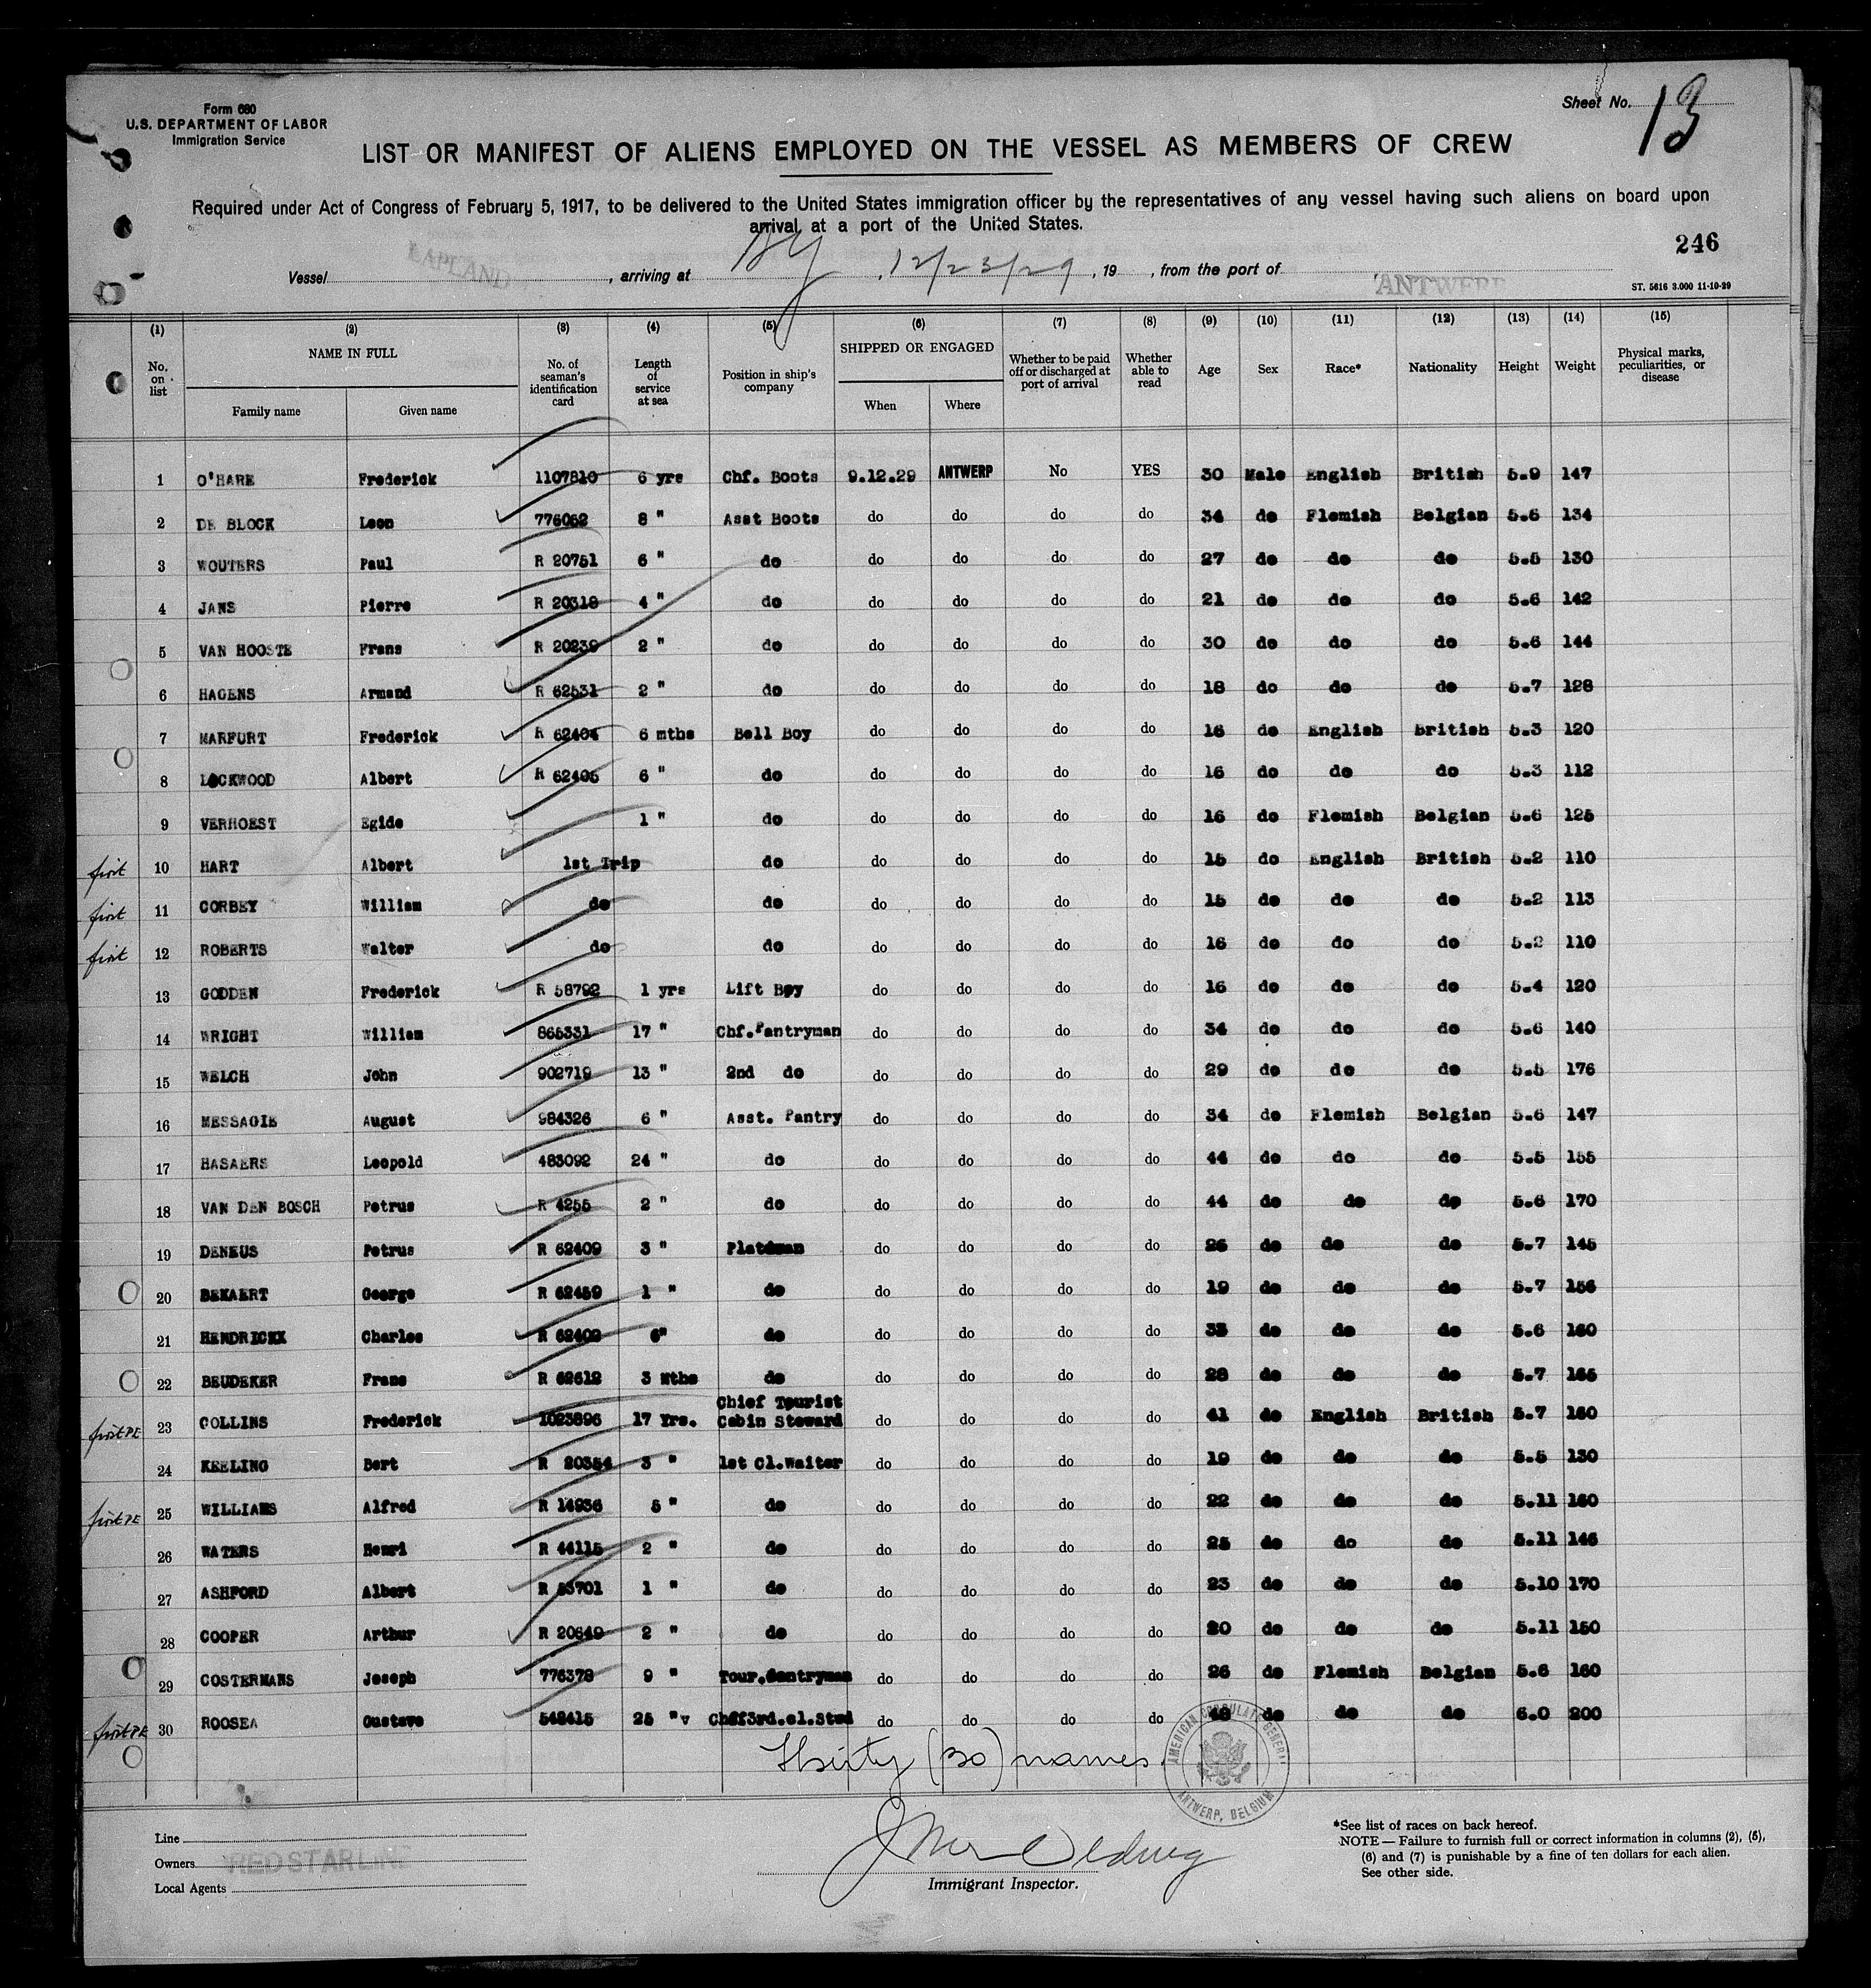 Form 680
U.S. DEPARTMENT OF LABOR
Immigration Service
Sheet No. 13
LIST OR MANIFEST OF ALIENS EMPLOYED ON THE VESSEL AS MEMBERS OF CREW
Required under Act of Congress of February 5, 1917, to be delivered to the United States immigration officer by the representatives of any vessel having such aliens on board upon
arrival at a port of the United States.
246
Vessel LAPLAND, arriving at NY, 12/23/29, 19 , from the port of ANTWERP
ST. 5616 3.000 11-10-29
(1) (2) (3) (4) (5) (6) (7) (8) (9) (10) (11) (12) (13) (14) (15)
No. on list NAME IN FULL Family name Given name No. of seaman's identification card Length of service at sea Position in ship's company SHIPPED OR ENGAGED When Where Whether to be paid off or discharged at port of arrival Whether able to read Age Sex Race* Nationality Height Weight Physical marks, peculiarities, or disease
1 O'HARE Frederick 1107810 6 yrs Chf. Boots 9.12.29 ANTWERP No YES 30 Male English British 5.9 147
2 DE BLOCK Leon 776052 8 " Asst Boots do do do do 34 do Flemish Belgian 5.6 134
3 WOUTERS Paul R 20751 6 " do do do do do 27 do do do 5.5 130
4 JANS Pierre R 20318 4 " do do do do do 21 do do do 5.6 142
5 VAN HOOSTE Frans R 20239 2 " do do do do do 30 do do do 5.6 144
6 HAGENS Armand R 62531 2 " do do do do do 18 do do do 5.7 128
7 MARFURT Frederick R 62404 6 mths Bell Boy do do do do 16 do English British 5.3 120
8 LOCKWOOD Albert R 62405 6 " do do do do do 16 do do do 5.3 112
9 VERHOEST Egide 1 " do do do do do 16 do Flemish Belgian 5.6 125
first 10 HART Albert 1st Trip do do do do do 15 do English British 5.2 110
first 11 CORBEY William do do do do do do 15 do do do 5.2 113
first 12 ROBERTS Walter do do do do do do 16 do do do 5.2 110
13 GODDEN Frederick R 58792 1 yrs Lift Boy do do do do 16 do do do 5.4 120
14 WRIGHT William 865331 17 " Chf.Pantryman do do do do 34 do do do 5.6 140
15 WELCH John 902719 13 " 2nd do do do do do 29 do do do 5.5 176
16 MESSAGIE August 984326 6 " Asst. Pantry do do do do 34 do Flemish Belgian 5.6 147
17 HASAERS Leopold 483092 24 " do do do do do 44 do do do 5.5 155
18 VAN DEN BOSCH Petrus R 4255 2 " do do do do do 44 do do do 5.6 170
19 DENEUS Petrus R 62409 3 " Plateman do do do do 26 do do do 5.7 145
20 BEKAERT George R 62459 1 " do do do do do 19 do do do 5.7 156
21 HENDRICKX Charles R 62402 6" do do do do do 33 do do do 5.6 160
22 BEUDEKER Frans R 62612 3 Mths do do do do do 28 do do do 5.7 165
first PE 23 COLLINS Frederick 1023896 17 Yrs. Chief Tourist Cabin Steward do do do do 41 do English British 5.7 160
24 KEELING Bert R 20354 3 " 1st Cl.Waiter do do do do 19 do do do 5.5 130
first PE 25 WILLIAMS Alfred R 14936 5 " do do do do do 22 do do do 5.11 160
26 WATERS Henri R 44115 2 " do do do do do 25 do do do 5.11 146
27 ASHFORD Albert R 53701 1 " do do do do do 23 do do do 5.10 170
28 COOPER Arthur R 20649 2 " do do do do do 20 do do do 5.11 150
29 COSTERMANS Joseph 776378 9 " Tour.Pantryman do do do do 26 do Flemish Belgian 5.6 160
first PE 30 ROOSEA Gustave 542415 25 " Chef3rd.cl.Stwd do do do do 48 do do do 6.0 200
Thirty (30) names.
AMERICAN CONSULATE GENERAL ANTWERP, BELGIUM
Line
Owners RED STAR LINE
Local Agents
Immigrant Inspector.
*See list of races on back hereof.
NOTE — Failure to furnish full or correct information in columns (2), (5),
(6) and (7) is punishable by a fine of ten dollars for each alien.
See other side.